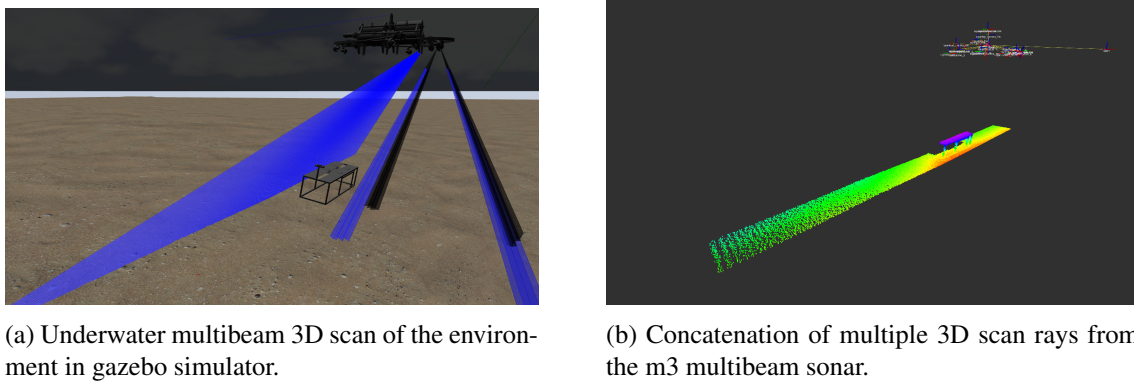 (a) Underwater multibeam 3D scan of the environ-
ment in gazebo simulator.
(b) Concatenation of multiple 3D scan rays from
the m3 multibeam sonar.